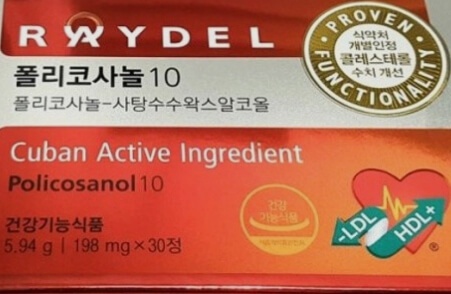 RAYDEL
폴리코사놀10
폴리코사놀-사탕수수왁스알코올
PROVEN FUNCTIONALITY
식약처
개별인정
콜레스테롤
수치 개선
Cuban Active Ingredient
Policosanol10
건강기능식품
5.94 g | 198 mg×30정
건강
기능식품
-LDL
HDL+
®